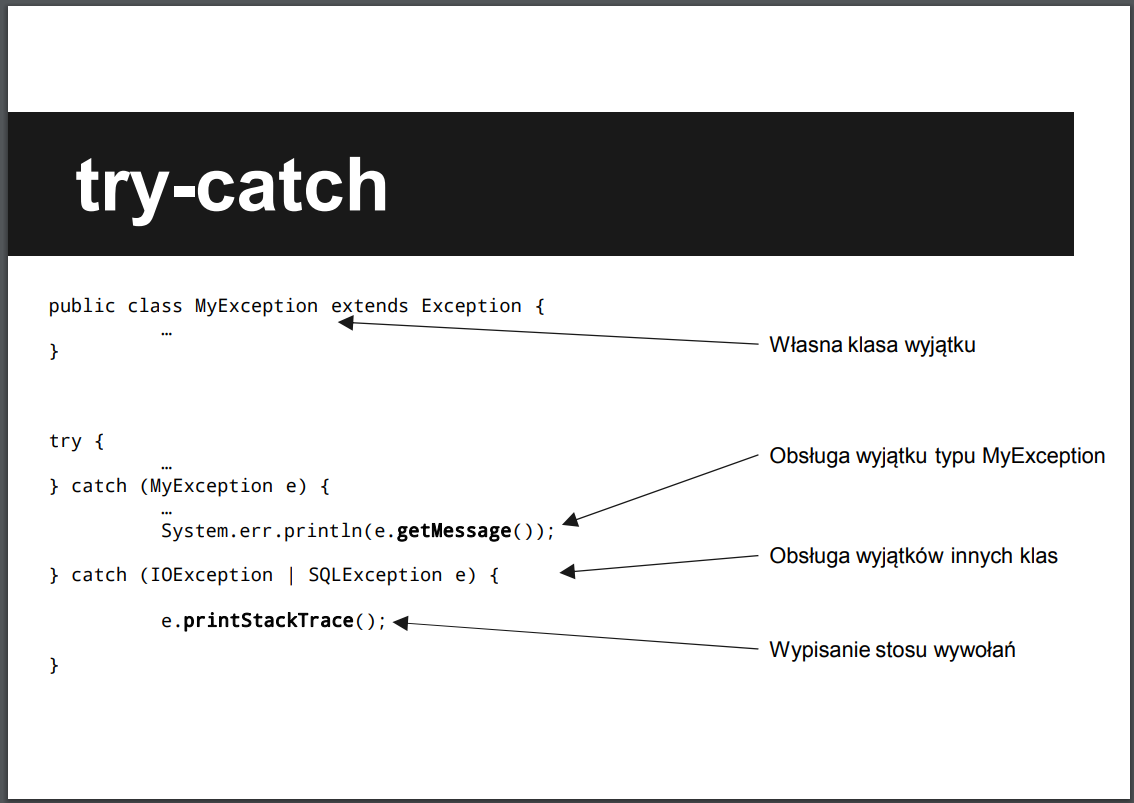 try-catch
public class MyException extends Exception {
…
}
Własna klasa wyjątku
try {
…
} catch (MyException e) {
…
System.err.println(e.getMessage());
Obsługa wyjątku typu MyException
} catch (IOException | SQLException e) {
Obsługa wyjątków innych klas
e.printStackTrace();
Wypisanie stosu wywołań
}